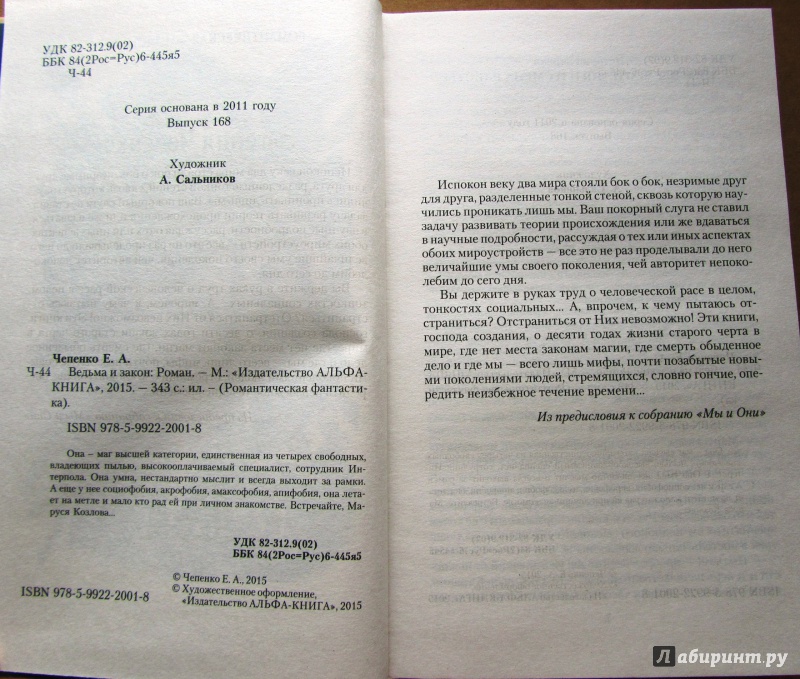 УДК 82-312.9(02)
ББК 84(2Рос=Рус)6-445я5
Ч-44
Серия основана в 2011 году
Выпуск 168
Художник
А. Сальников
Чепенко Е. А.
Ч-44 Ведьма и закон: Роман. — М.: «Издательство АЛЬФА-
КНИГА», 2015. — 343 с.: ил. – (Романтическая фантасти-
ка).
ISBN 978-5-9922-2001-8
Она – маг высшей категории, единственная из четырех свободных,
владеющих пылью, высокооплачиваемый специалист, сотрудник Ин-
терпола. Она умна, нестандартно мыслит и всегда выходит за рамки.
А еще у нее социофобия, акрофобия, амаксофобия, апифобия, она лета-
ет на метле и мало кто рад ей при личном знакомстве. Встречайте, Ма-
руся Козлова...
УДК 82-312.9(02)
ББК 84(2Рос=Рус)6-445я5
© Чепенко Е. А., 2015
© Художественное оформление,
«Издательство АЛЬФА-КНИГА», 2015
ISBN 978-5-9922-2001-8
Испокон веку два мира стояли бок о бок, незримые друг
для друга, разделенные тонкой стеной, сквозь которую на-
учились проникать лишь мы. Ваш покорный слуга не ставил
задачу развивать теории происхождения или же вдаваться
в научные подробности, рассуждая о тех или иных аспектах
обоих мироустройств — все это не раз проделывали до него
величайшие умы своего поколения, чей авторитет непоко-
лебим до сего дня.
Вы держите в руках труд о человеческой расе в целом,
тонкостях социальных... А, впрочем, к чему пытаюсь от-
страниться? Отстраниться от Них невозможно! Эти книги,
господа создания, о десяти годах жизни старого черта в
мире, где нет места законам магии, где смерть обыденное
дело и где мы — всего лишь мифы, почти позабытые новы-
ми поколениями людей, стремящихся, словно гончие, опе-
редить неизбежное течение времени...
Из предисловия к собранию «Мы и Они»
Лабиринт.ру